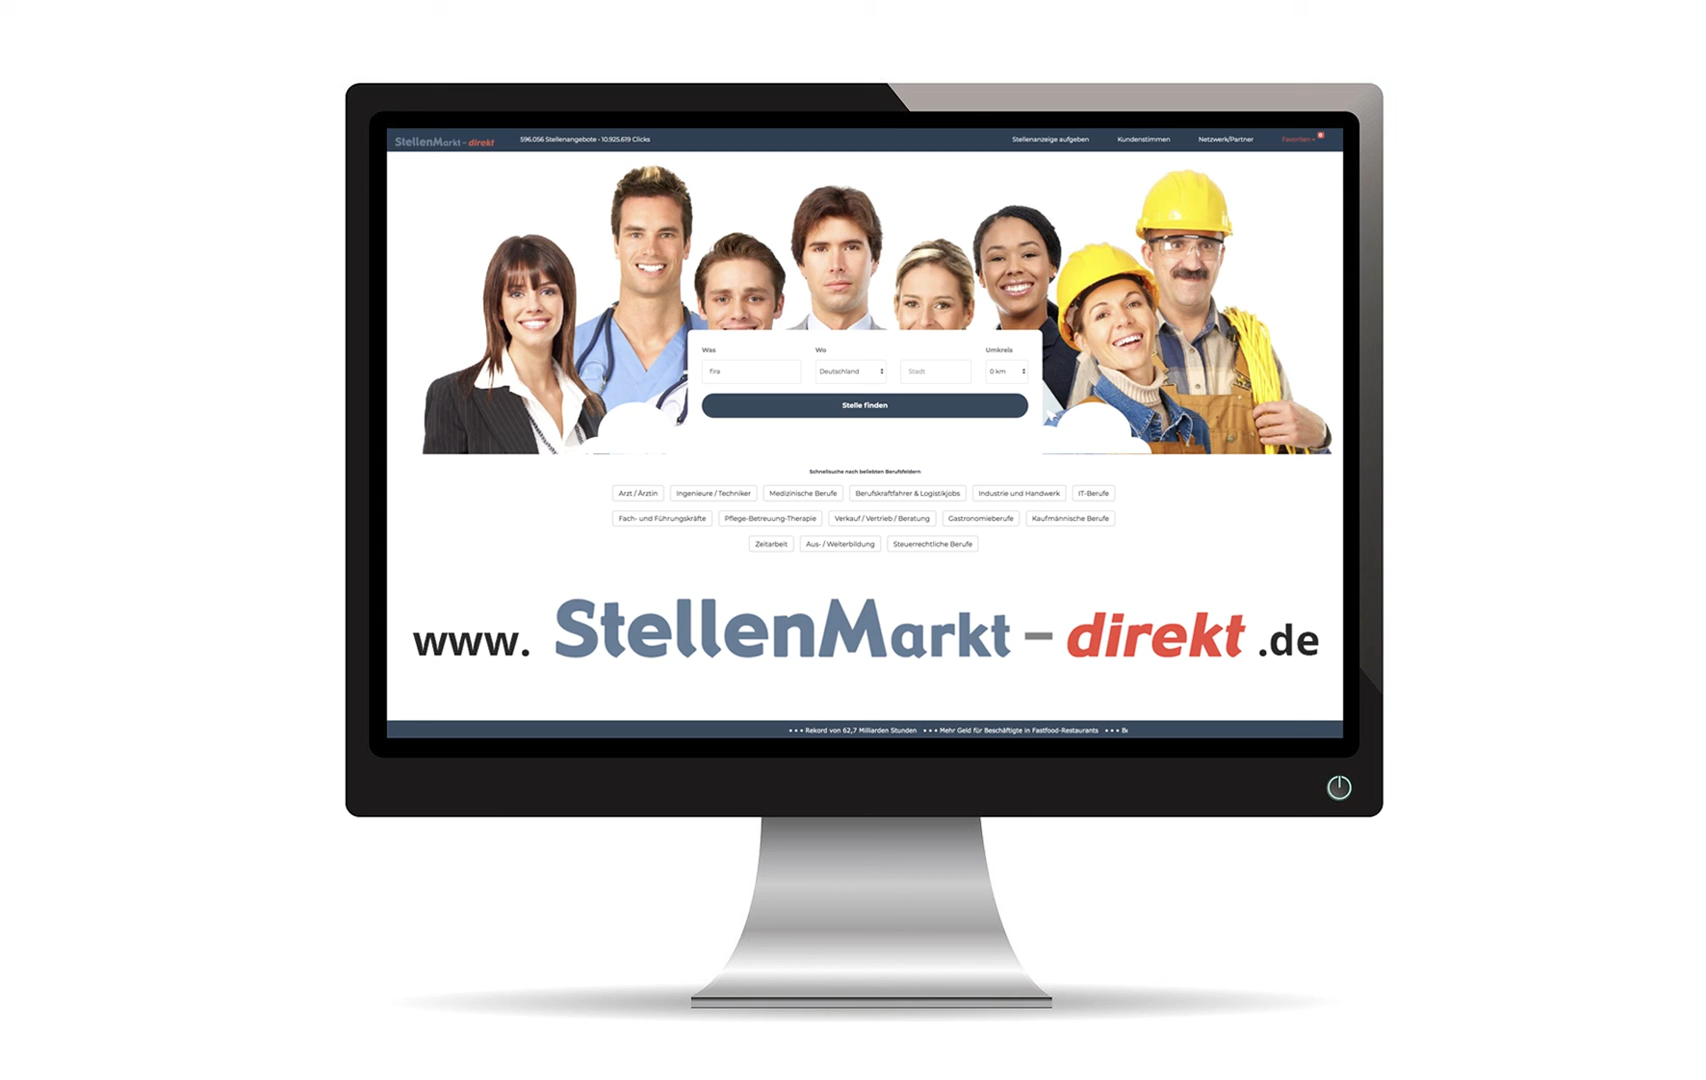 StellenMarkt - direkt 596.056 Stellenangebote • 10.925.619 Clicks Stellenanzeige aufgeben Kundenstimmen Netzwerk/Partner Favoriten
Was Wo Umkreis
fira Deutschland Stadt 0 km
Stelle finden
Schnellsuche nach beliebten Berufsfeldern
Arzt / Ärztin Ingenieure / Techniker Medizinische Berufe Berufskraftfahrer & Logistikjobs Industrie und Handwerk IT-Berufe
Fach- und Führungskräfte Pflege-Betreuung-Therapie Verkauf / Vertrieb / Beratung Gastronomieberufe Kaufmännische Berufe
Zeitarbeit Aus- / Weiterbildung Steuerrechtliche Berufe
www. StellenMarkt - direkt .de
• • • Rekord von 62,7 Milliarden Stunden • • • Mehr Geld für Beschäftigte in Fastfood-Restaurants • • • Be